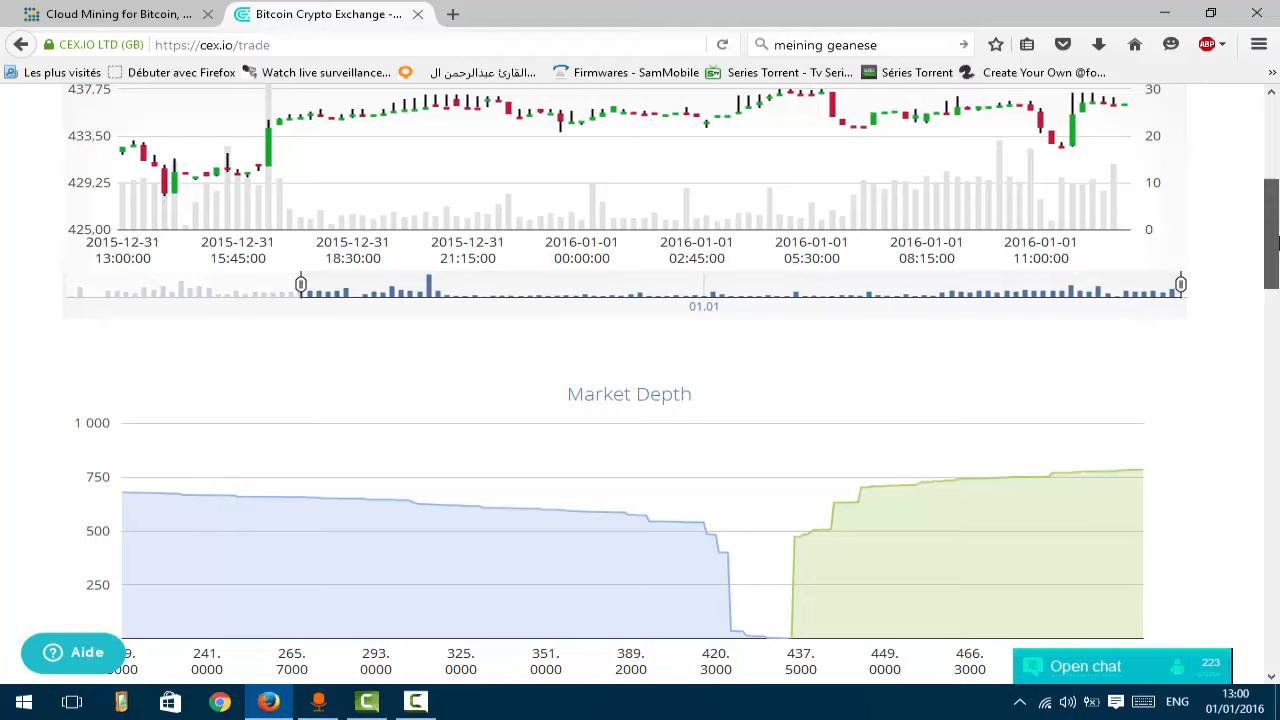 Cloud Mining for Bitcoin, ...
Bitcoin Crypto Exchange -...
CEX.IO LTD (GB)
https://cex.io/trade
meining geanese
ABP
Les plus visités
Débuter avec Firefox
Watch live surveillance...
القارئ عبدالرحمن ال...
Firmwares - SamMobile
Series Torrent - Tv Seri...
Séries Torrent
Create Your Own @fo...
437,75
30
433,50
20
429,25
10
425,00
0
2015-12-31 2015-12-31 2015-12-31 2015-12-31 2016-01-01 2016-01-01 2016-01-01 2016-01-01 2016-01-01
13:00:00 15:45:00 18:30:00 21:15:00 00:00:00 02:45:00 05:30:00 08:15:00 11:00:00
01.01
Market Depth
1 000
750
500
250
241. 265. 293. 325. 351. 389. 420. 437. 449. 466.
0000 7000 0000 0000 0000 2000 3000 5000 0000 3000
Aide
Open chat
223
ENG
13:00
01/01/2016